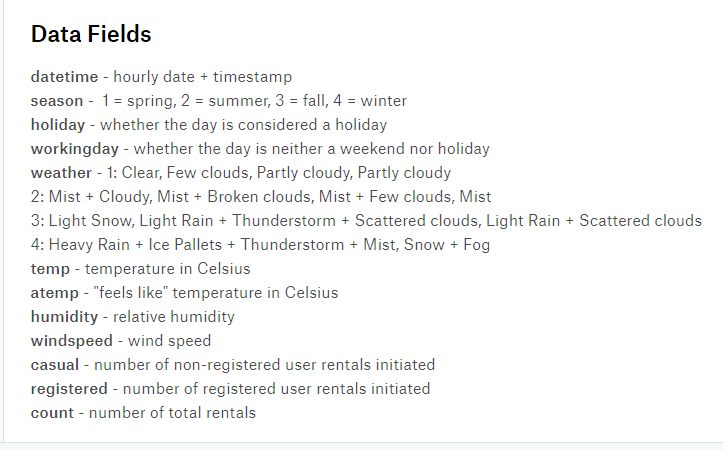 Data Fields
datetime - hourly date + timestamp
season - 1 = spring, 2 = summer, 3 = fall, 4 = winter
holiday - whether the day is considered a holiday
workingday - whether the day is neither a weekend nor holiday
weather - 1: Clear, Few clouds, Partly cloudy, Partly cloudy
2: Mist + Cloudy, Mist + Broken clouds, Mist + Few clouds, Mist
3: Light Snow, Light Rain + Thunderstorm + Scattered clouds, Light Rain + Scattered clouds
4: Heavy Rain + Ice Pallets + Thunderstorm + Mist, Snow + Fog
temp - temperature in Celsius
atemp - "feels like" temperature in Celsius
humidity - relative humidity
windspeed - wind speed
casual - number of non-registered user rentals initiated
registered - number of registered user rentals initiated
count - number of total rentals